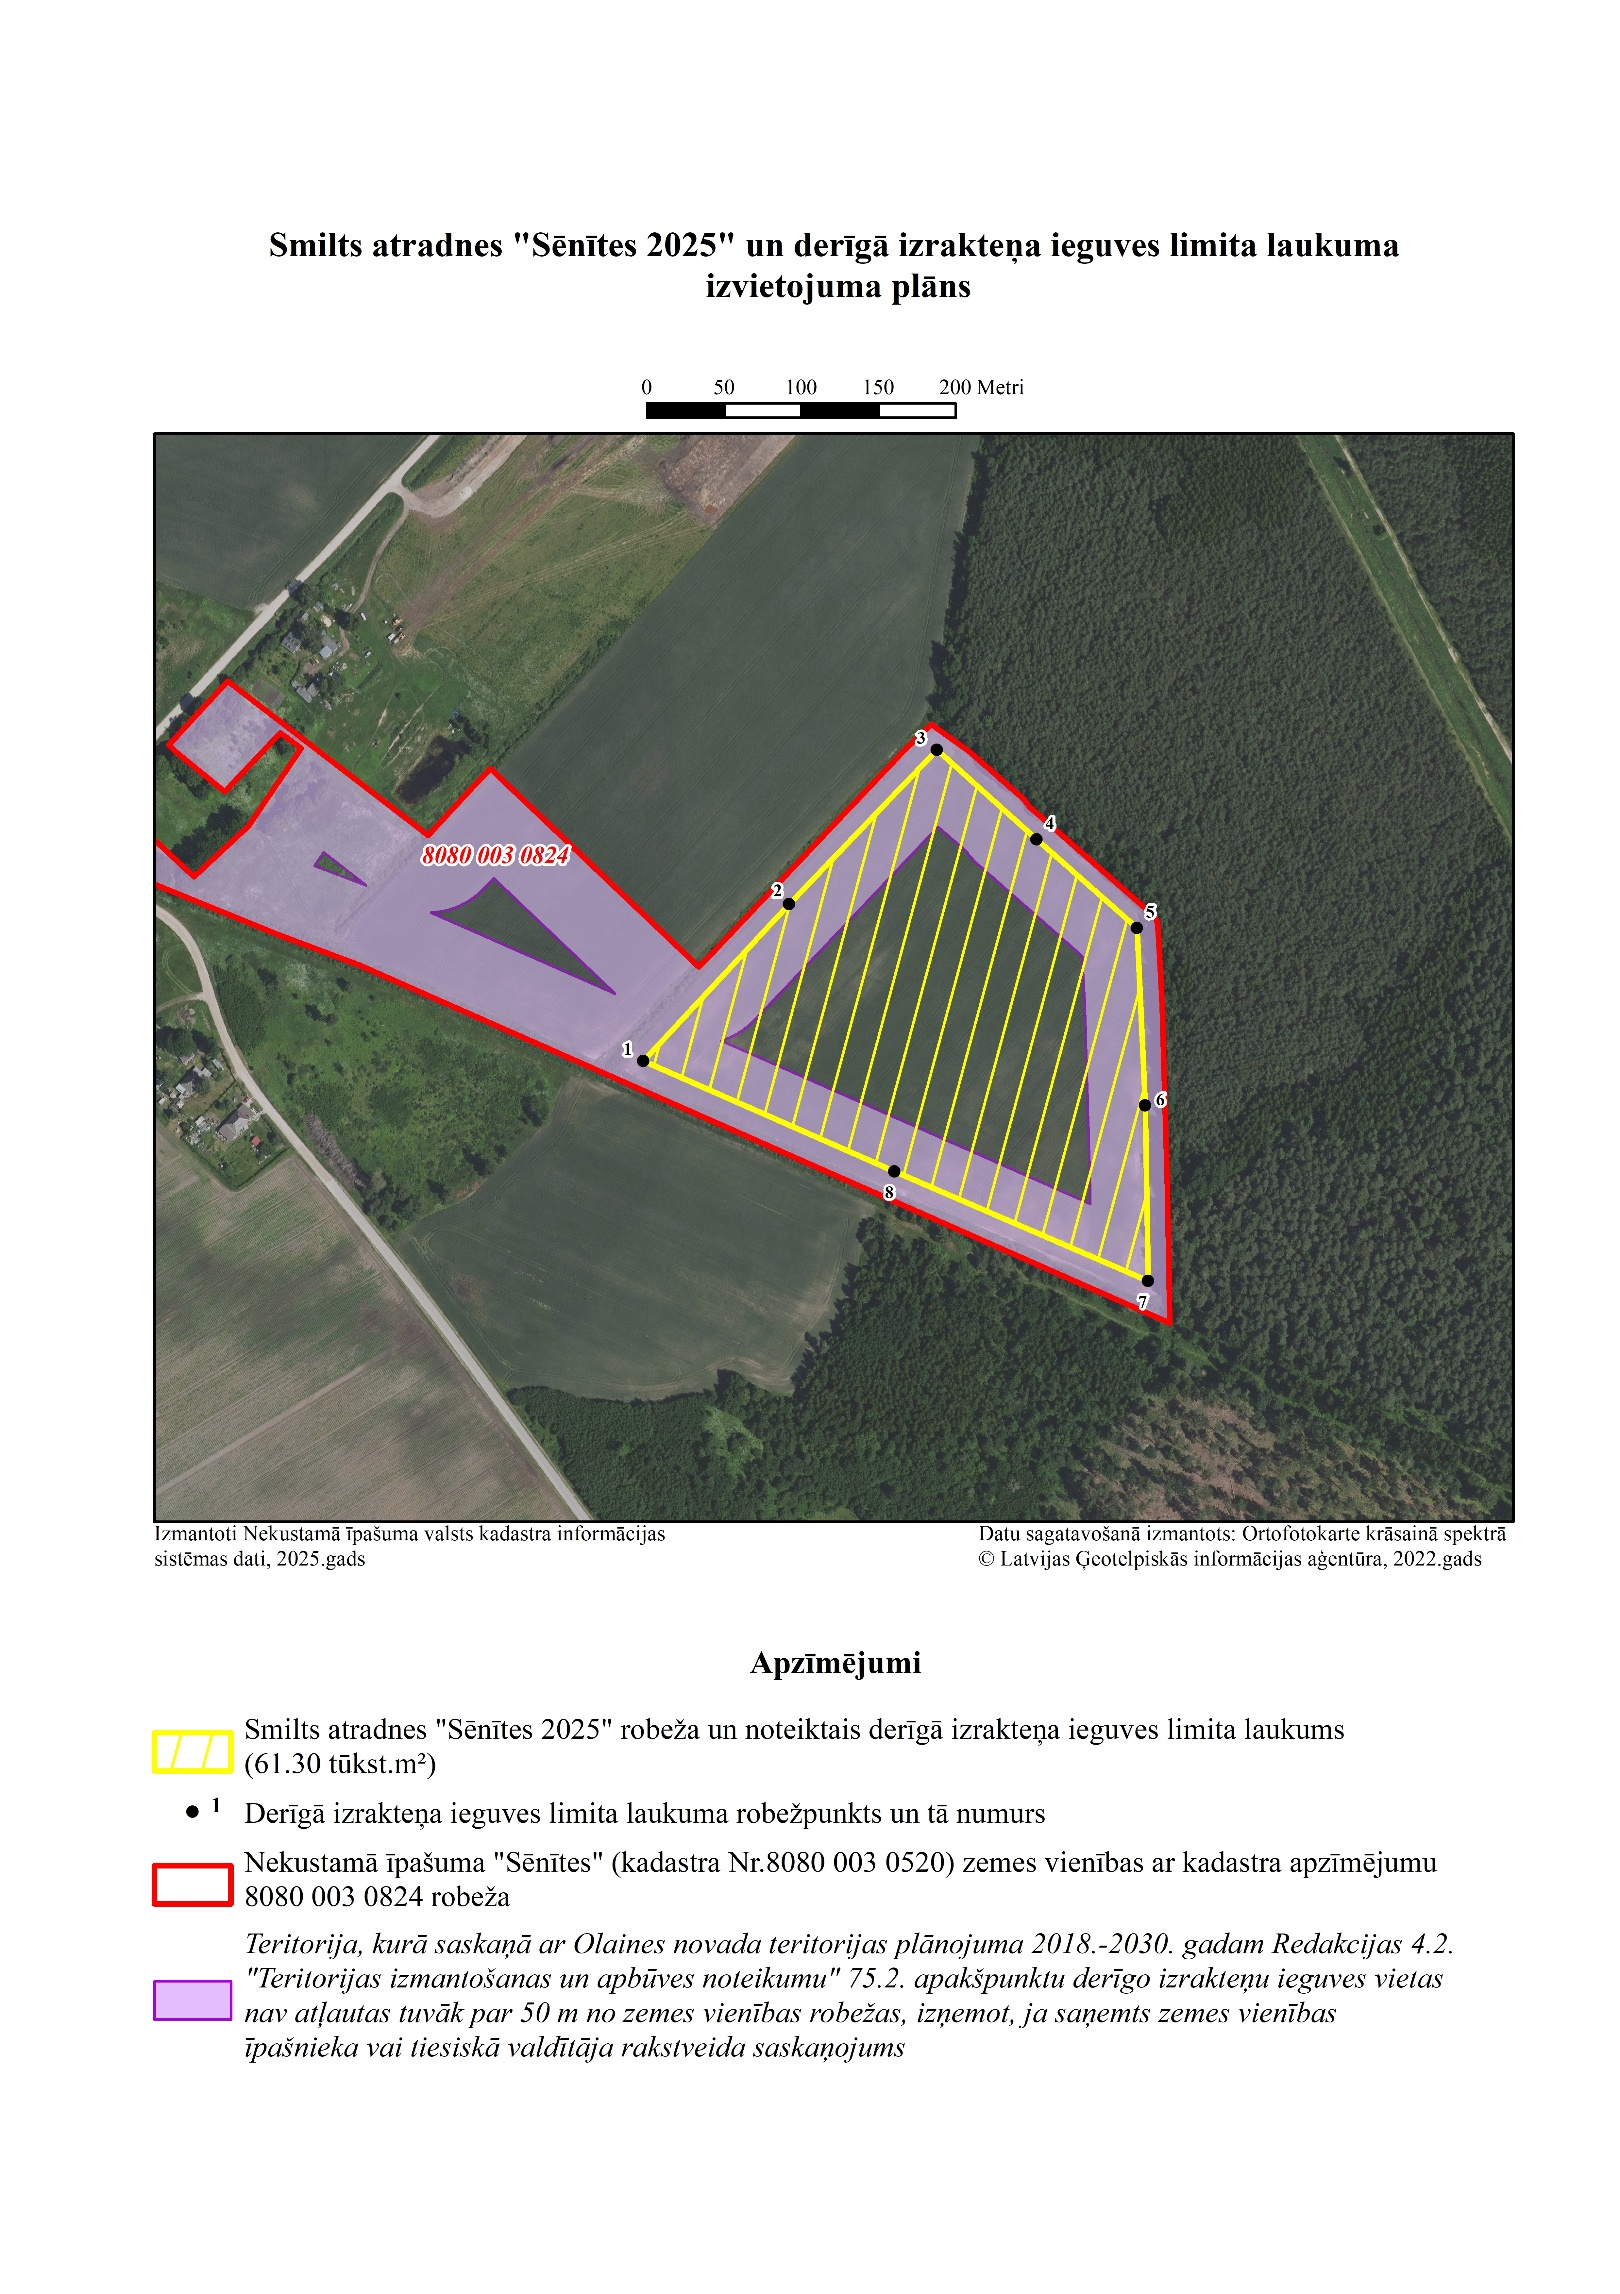 Smilts atradnes "Sēnītes 2025" un derīgā izrakteņa ieguves limita laukuma
izvietojuma plāns
0 50 100 150 200 Metri
3
4
8080 003 0824
2
5
1
6
8
7
Izmantoti Nekustamā īpašuma valsts kadastra informācijas
sistēmas dati, 2025.gads
Datu sagatavošanā izmantots: Ortofotokarte krāsainā spektrā
© Latvijas Ģeotelpiskās informācijas aģentūra, 2022.gads
Apzīmējumi
Smilts atradnes "Sēnītes 2025" robeža un noteiktais derīgā izrakteņa ieguves limita laukums
(61.30 tūkst.m²)
1 Derīgā izrakteņa ieguves limita laukuma robežpunkts un tā numurs
Nekustamā īpašuma "Sēnītes" (kadastra Nr.8080 003 0520) zemes vienības ar kadastra apzīmējumu
8080 003 0824 robeža
Teritorija, kurā saskaņā ar Olaines novada teritorijas plānojuma 2018.-2030. gadam Redakcijas 4.2.
"Teritorijas izmantošanas un apbūves noteikumu" 75.2. apakšpunktu derīgo izrakteņu ieguves vietas
nav atļautas tuvāk par 50 m no zemes vienības robežas, izņemot, ja saņemts zemes vienības
īpašnieka vai tiesiskā valdītāja rakstveida saskaņojums